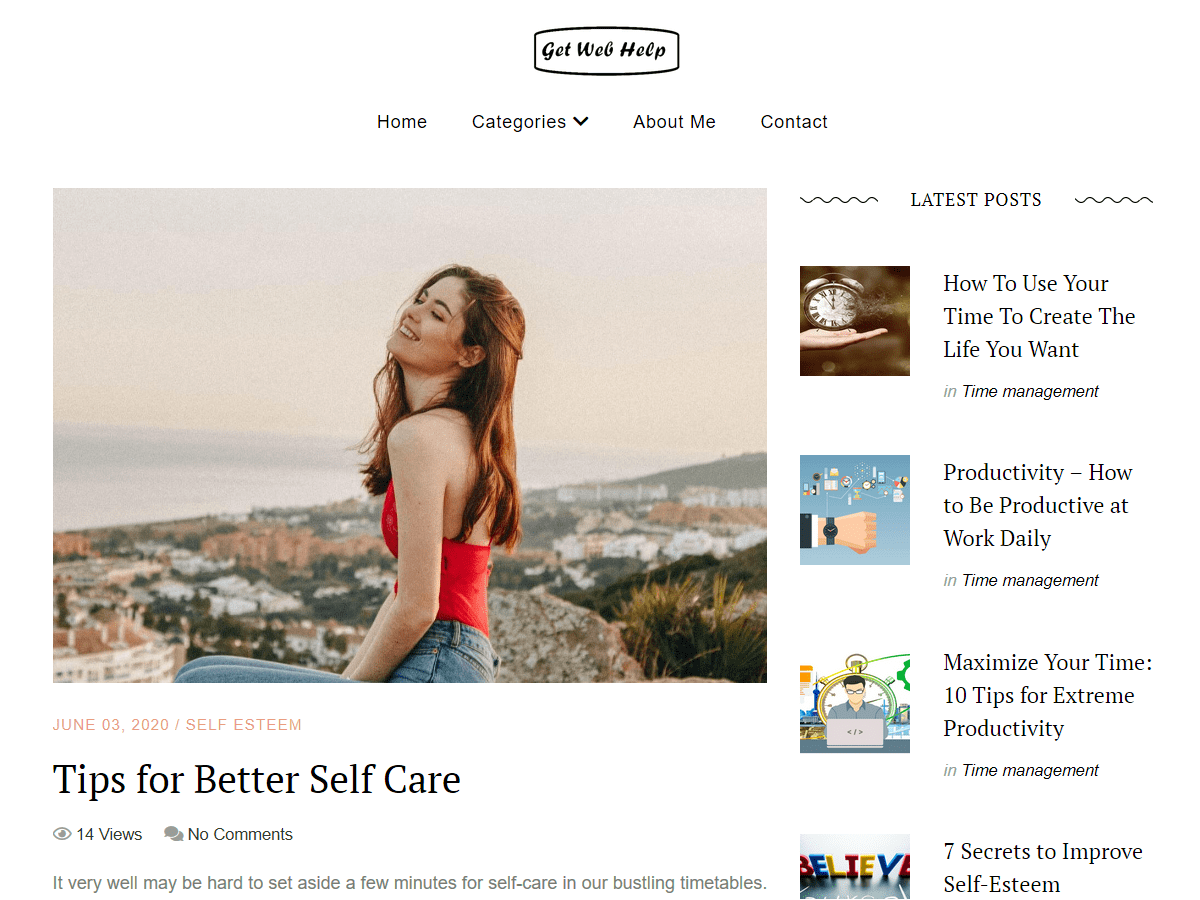 Get Web Help
Home
Categories
About Me
Contact
JUNE 03, 2020 / SELF ESTEEM
Tips for Better Self Care
14 Views
No Comments
It very well may be hard to set aside a few minutes for self-care in our bustling timetables.
LATEST POSTS
How To Use Your
Time To Create The
Life You Want
in Time management
Productivity – How
to Be Productive at
Work Daily
in Time management
</>
Maximize Your Time:
10 Tips for Extreme
Productivity
in Time management
BELIEVE
7 Secrets to Improve
Self-Esteem